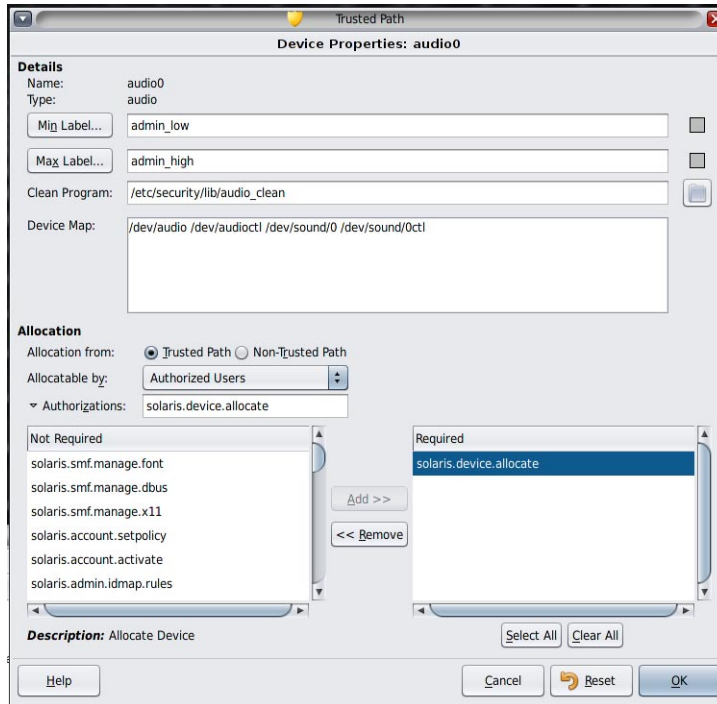 Trusted Path
Device Properties: audio0
Details
Name: audio0
Type: audio
Min Label... admin_low
Max Label... admin_high
Clean Program: /etc/security/lib/audio_clean
Device Map: /dev/audio /dev/audioctl /dev/sound/0 /dev/sound/0ctl
Allocation
Allocation from: Trusted Path Non-Trusted Path
Allocatable by: Authorized Users
Authorizations: solaris.device.allocate
Not Required
solaris.smf.manage.font
solaris.smf.manage.dbus
solaris.smf.manage.x11
solaris.account.setpolicy
solaris.account.activate
solaris.admin.idmap.rules
Add >>
<< Remove
Required
solaris.device.allocate
Description: Allocate Device
Select All Clear All
Help Cancel Reset OK